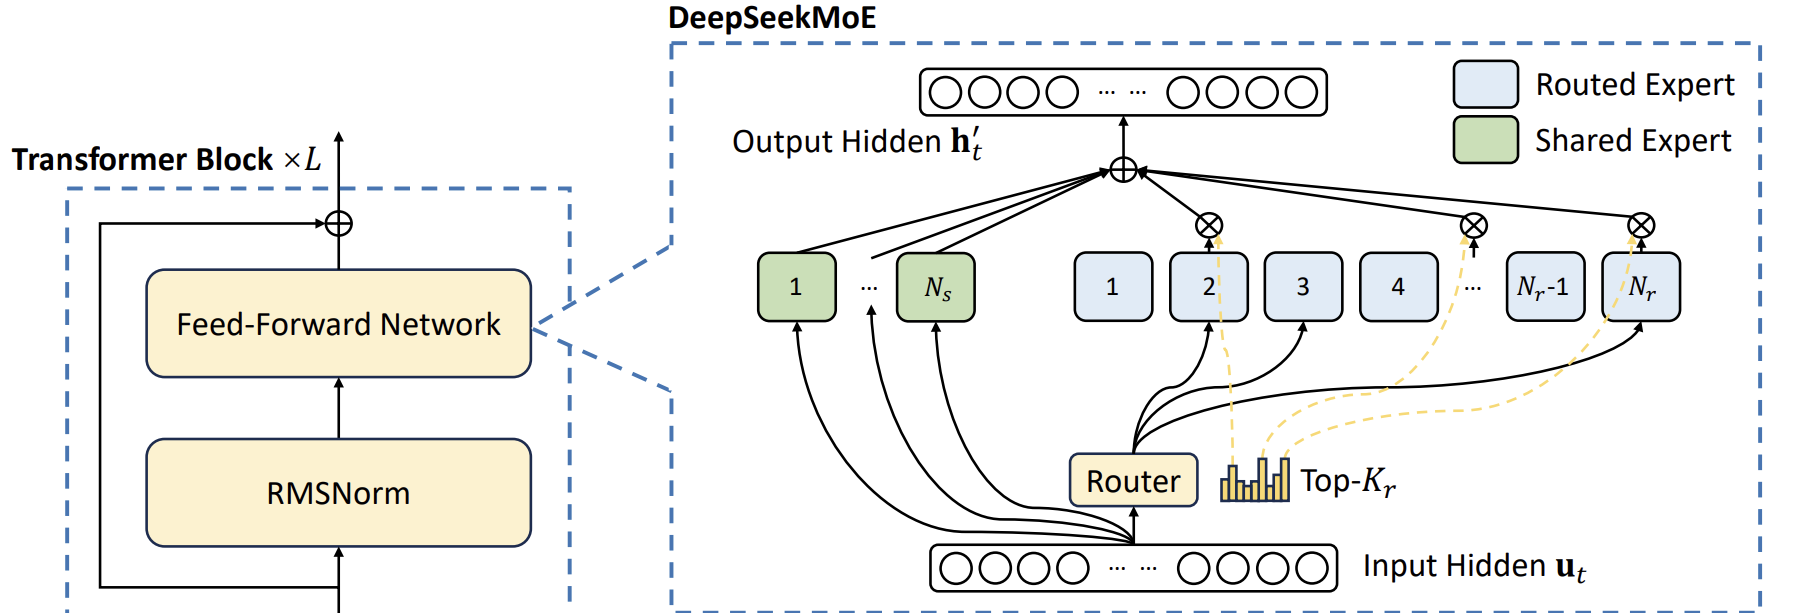 DeepSeekMoE
Routed Expert
Shared Expert
... ...
Output Hidden h′ₜ
Transformer Block ×L
1 ... Nₛ 1 2 3 4 ... Nᵣ-1 Nᵣ
Feed-Forward Network
RMSNorm
Router
Top-Kᵣ
... ...
Input Hidden uₜ